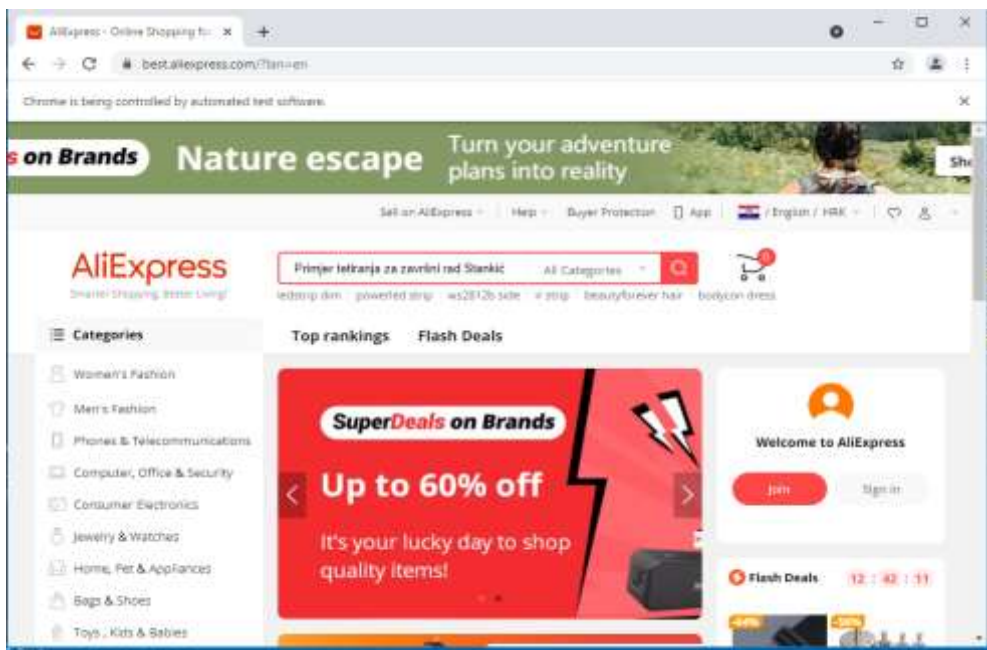 AliExpress - Online Shopping for
best.aliexpress.com/?lan=en
Chrome is being controlled by automated test software.
s on Brands
Nature escape
Turn your adventure
plans into reality
Sho
Sell on AliExpress
Help
Buyer Protection
App
/ English / HRK
AliExpress
Smarter Shopping, Better Living!
Primjer tetiranja za završni rad Stankić
All Categories
0
ledstrip dim powerled strip ws2812b side beautyforever hair bodycon dress
Categories
Top rankings
Flash Deals
Women's Fashion
Men's Fashion
Phones & Telecommunications
Computer, Office & Security
Consumer Electronics
Jewelry & Watches
Home, Pet & Appliances
Bags & Shoes
Toys , Kids & Babies
SuperDeals on Brands
Up to 60% off
It's your lucky day to shop
quality items!
Welcome to AliExpress
Join
Sign in
Flash Deals
12 : 42 : 11